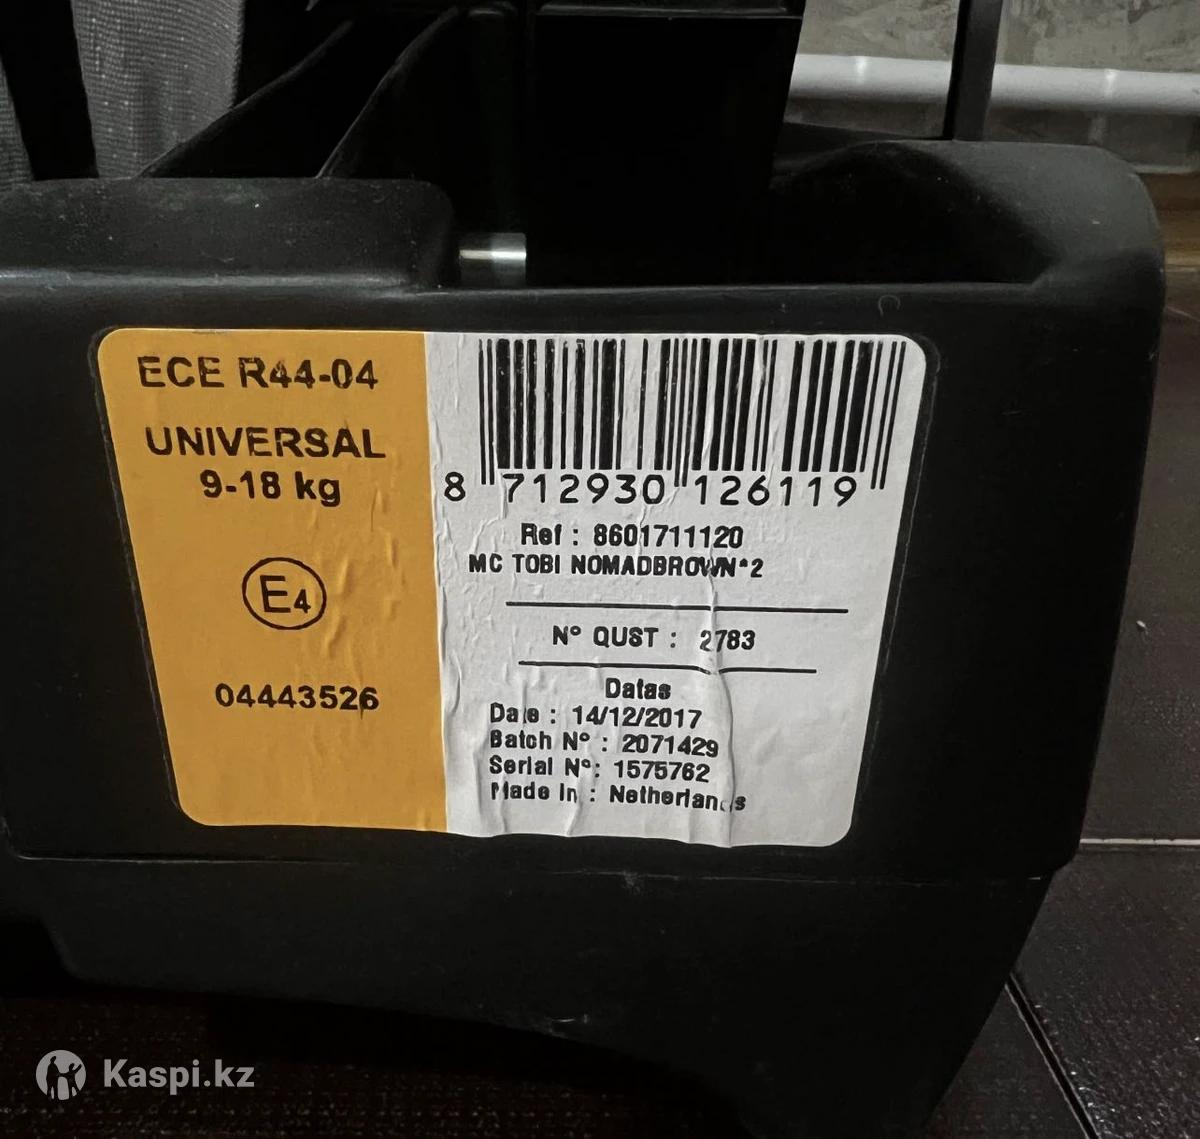 ECE R44-04
UNIVERSAL
9-18 kg
E4
04443526
8 712930 126119
Ref : 8601711120
MC TOBI NOMADBROWN*2
N° QUST : 2783
Datas
Date : 14/12/2017
Batch N° : 2071429
Serial N°: 1575762
Made In : Netherlands
Kaspi.kz